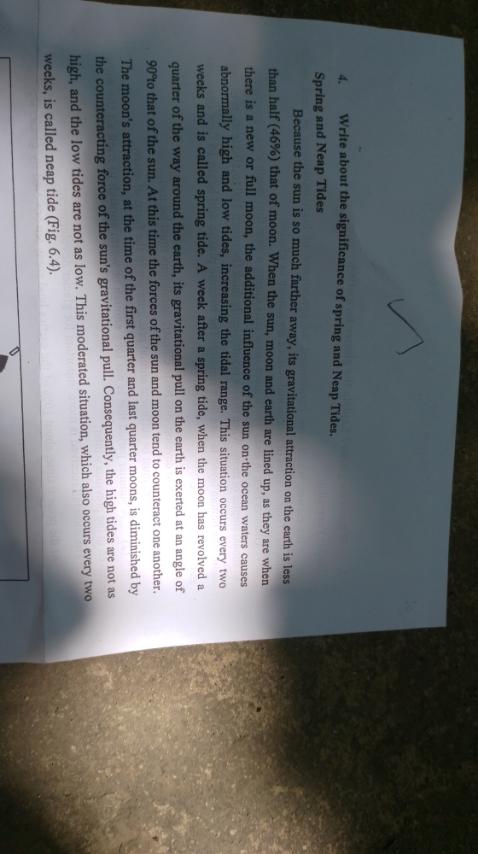 4. Write about the significance of spring and Neap Tides.
Spring and Neap Tides
Because the sun is so much farther away, its gravitational attraction on the earth is less
than half (46%) that of moon. When the sun, moon and earth are lined up, as they are when
there is a new or full moon, the additional influence of the sun on the ocean waters causes
abnormally high and low tides, increasing the tidal range. This situation occurs every two
weeks and is called spring tide. A week after a spring tide, when the moon has revolved a
quarter of the way around the earth, its gravitational pull on the earth is exerted at an angle of
90°to that of the sun. At this time the forces of the sun and moon tend to counteract one another.
The moon's attraction, at the time of the first quarter and last quarter moons, is diminished by
the counteracting force of the sun's gravitational pull. Consequently, the high tides are not as
high, and the low tides are not as low. This moderated situation, which also occurs every two
weeks, is called neap tide (Fig. 6.4).